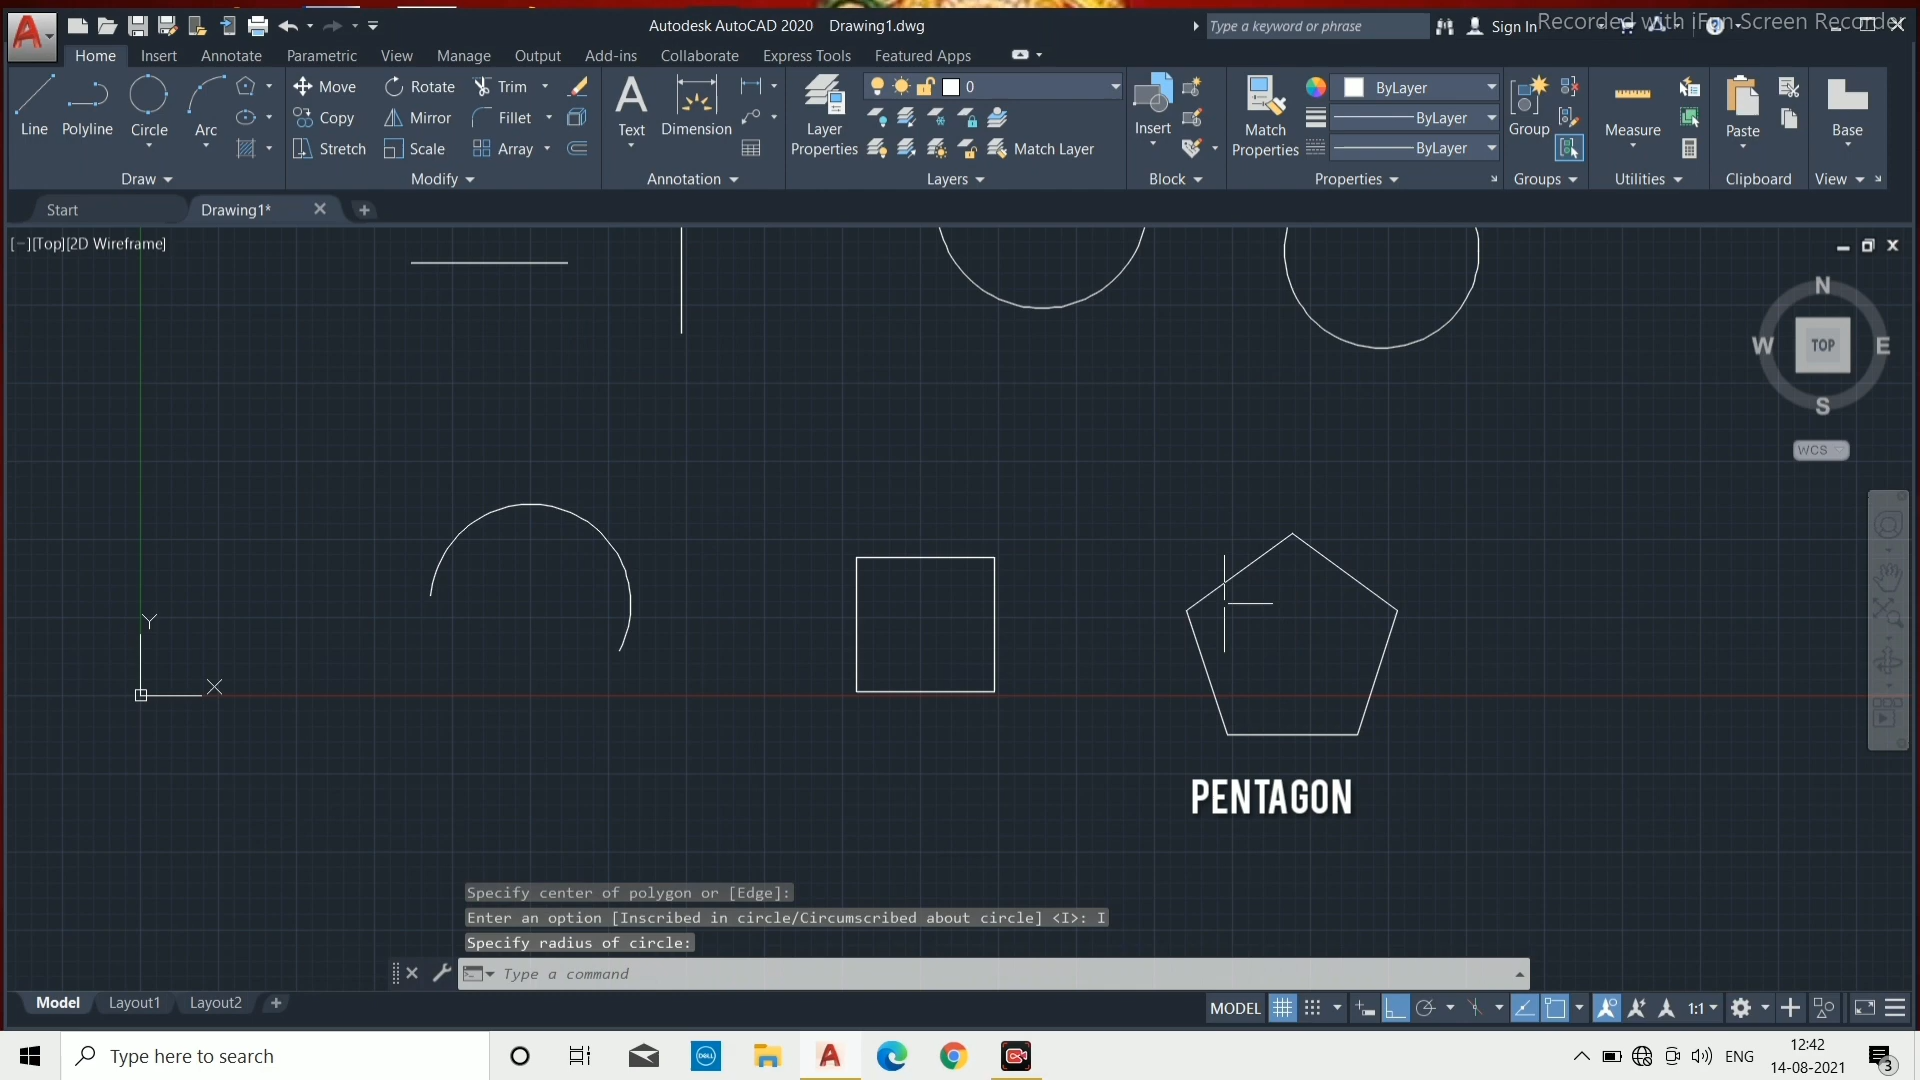 Autodesk AutoCAD 2020 Drawing1.dwg
Type a keyword or phrase
Sign In
Recorded with iFun Screen Recorder
Home Insert Annotate Parametric View Manage Output Add-ins Collaborate Express Tools Featured Apps
Line Polyline Circle Arc
Move Rotate Trim
Copy Mirror Fillet
Stretch Scale Array
Text Dimension
Layer Properties
0
Match Layer
Insert
Match Properties
ByLayer
ByLayer
ByLayer
Group
Measure
Paste
Base
Draw Modify Annotation Layers Block Properties Groups Utilities Clipboard View
Start Drawing1*
[−][Top][2D Wireframe]
N
W TOP E
S
WCS
Y
X
PENTAGON
Specify center of polygon or [Edge]:
Enter an option [Inscribed in circle/Circumscribed about circle] <I>: I
Specify radius of circle:
Type a command
Model Layout1 Layout2
MODEL 1:1
Type here to search
DELL
ENG
12:42
14-08-2021
3